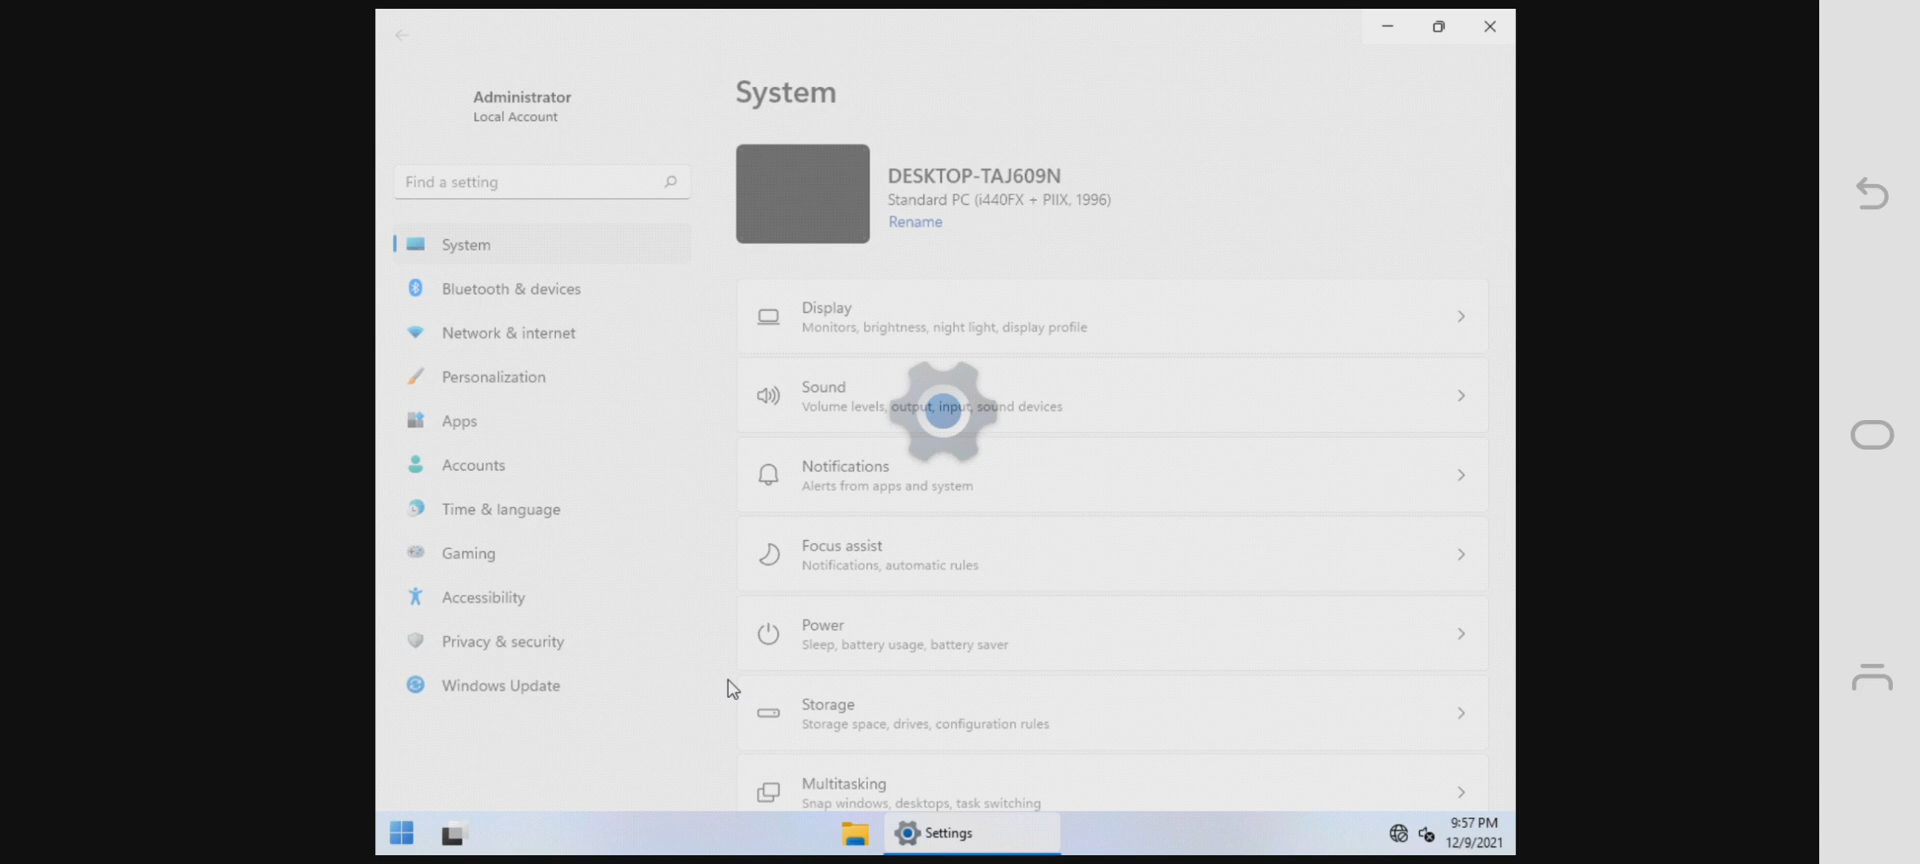 Administrator
Local Account
Find a setting
System
Bluetooth & devices
Network & internet
Personalization
Apps
Accounts
Time & language
Gaming
Accessibility
Privacy & security
Windows Update
System
DESKTOP-TAJ609N
Standard PC (i440FX + PIIX, 1996)
Rename
Display
Monitors, brightness, night light, display profile
Sound
Volume levels, output, input, sound devices
Notifications
Alerts from apps and system
Focus assist
Notifications, automatic rules
Power
Sleep, battery usage, battery saver
Storage
Storage space, drives, configuration rules
Multitasking
Snap windows, desktops, task switching
Settings
9:57 PM
12/9/2021